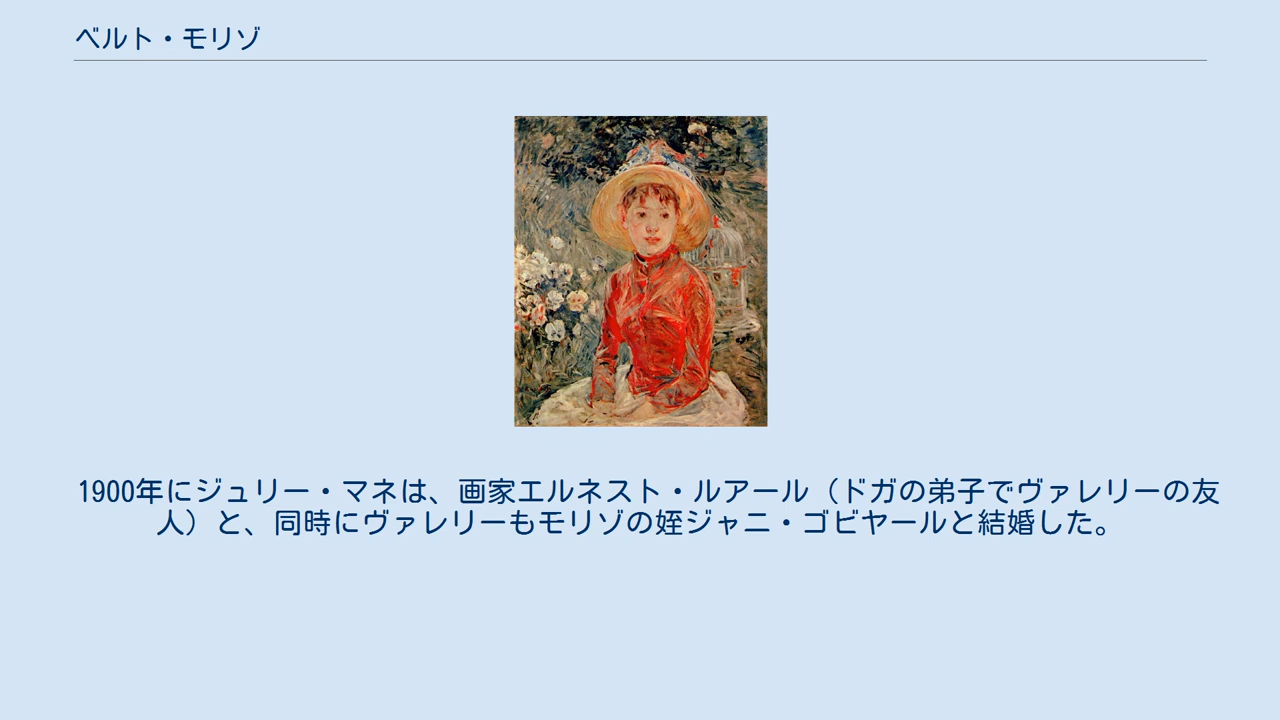 ベルト・モリゾ
1900年にジュリー・マネは、画家エルネスト・ルアール（ドガの弟子でヴァレリーの友
人）と、同時にヴァレリーもモリゾの姪ジャニ・ゴビヤールと結婚した。